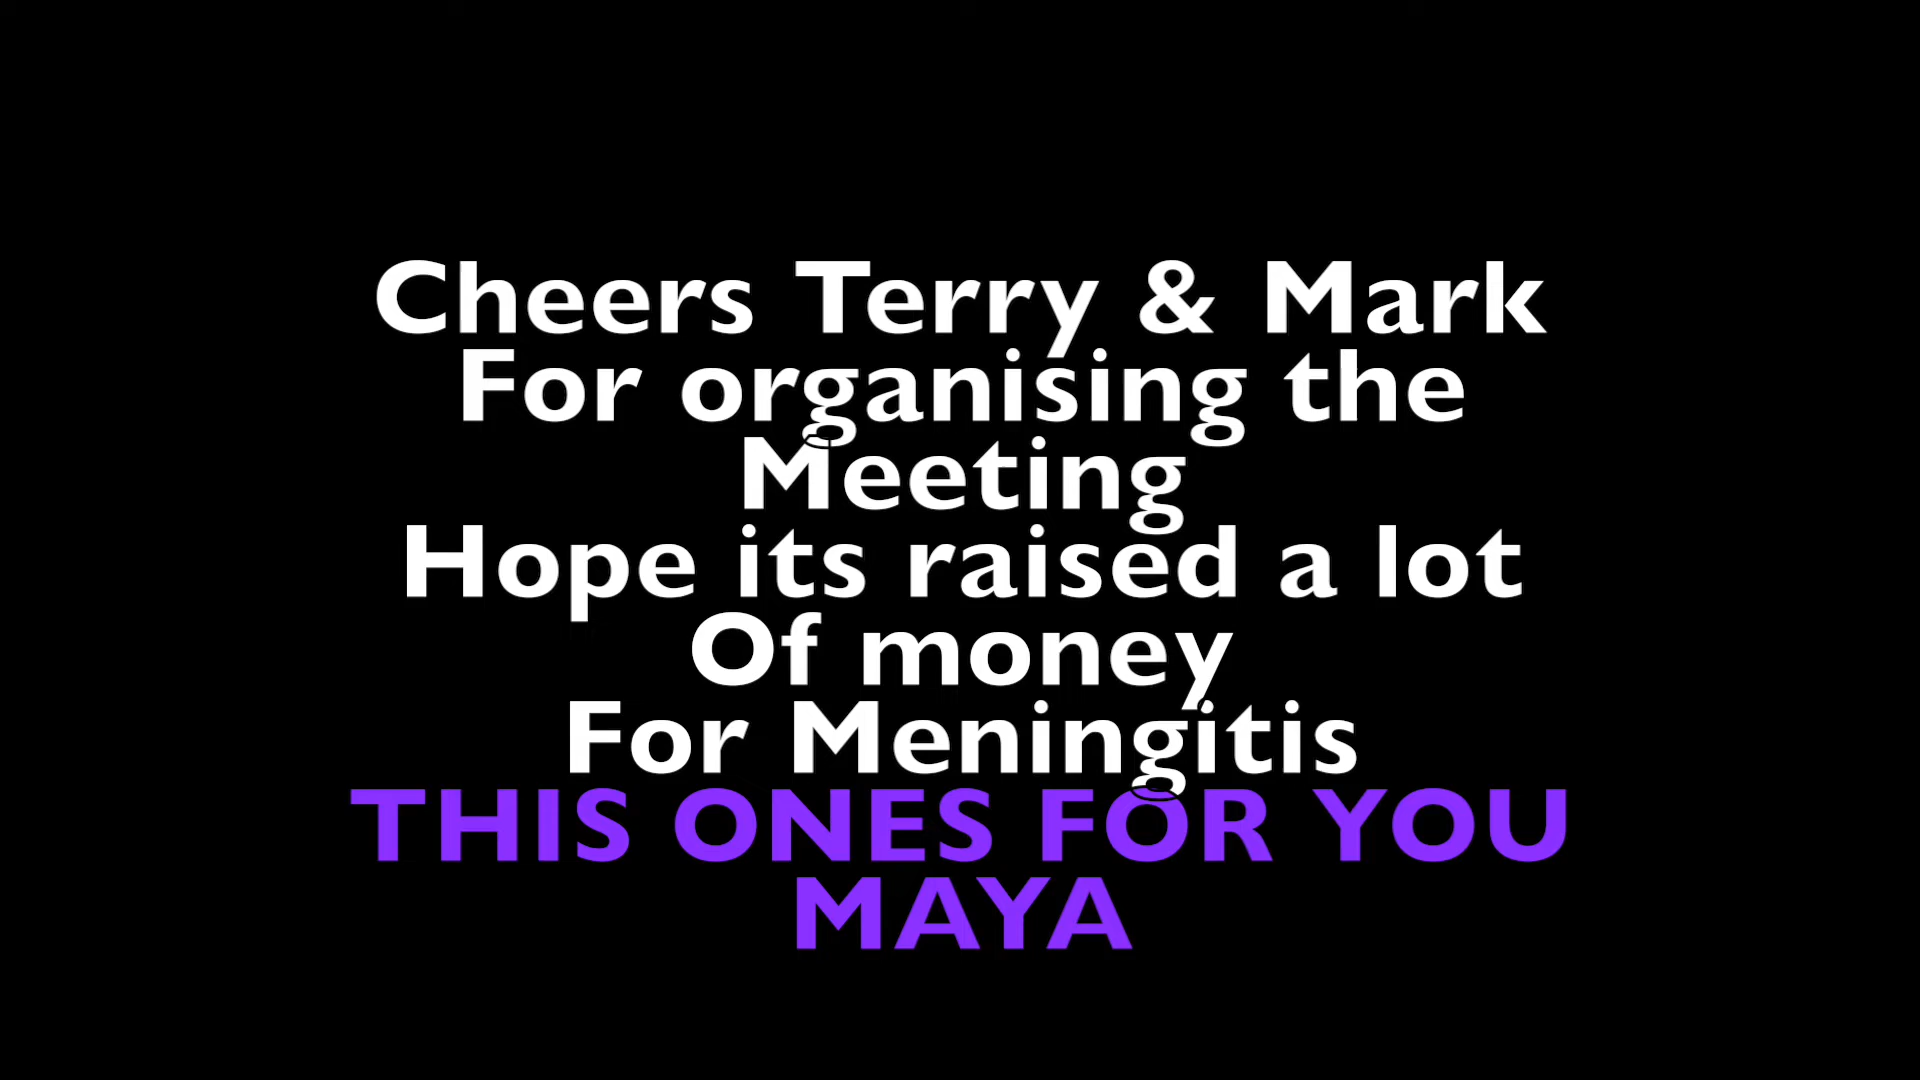 Cheers Terry & Mark
For organising the
Meeting
Hope its raised a lot
Of money
For Meningitis
THIS ONES FOR YOU
MAYA